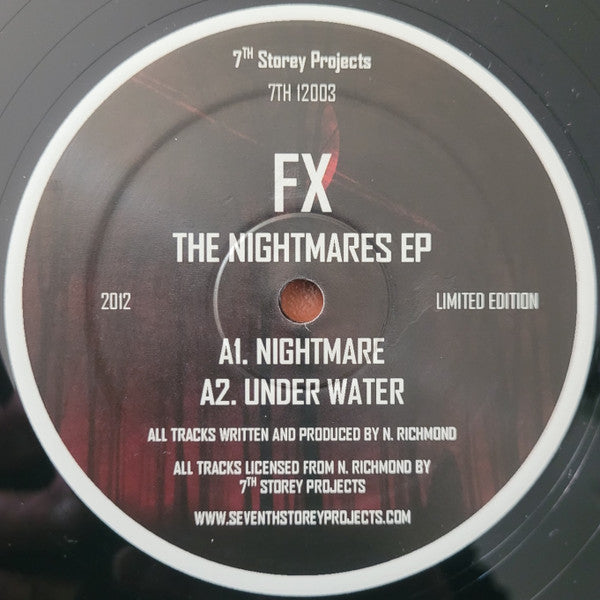 7TH Storey Projects
7TH 12003
FX
THE NIGHTMARES EP
2012
LIMITED EDITION
A1. NIGHTMARE
A2. UNDER WATER
ALL TRACKS WRITTEN AND PRODUCED BY N. RICHMOND
ALL TRACKS LICENSED FROM N. RICHMOND BY
7TH STOREY PROJECTS
WWW.SEVENTHSTOREYPROJECTS.COM